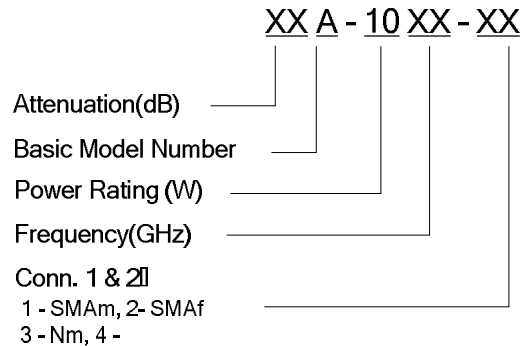 XX A - 10 XX - XX
Attenuation(dB)
Basic Model Number
Power Rating (W)
Frequency(GHz)
Conn. 1 & 2
1 - SMAm, 2- SMAf
3 - Nm, 4 -